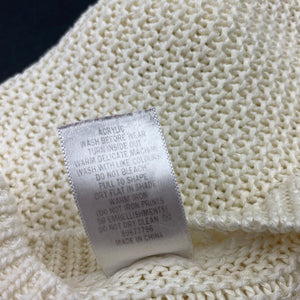 ACRYLIC
WASH BEFORE WEAR
TURN INSIDE OUT
WARM DELICATE MACHINE
WASH WITH LIKE COLOURS
DO NOT BLEACH
PULL TO SHAPE
DRY FLAT IN SHADE
WARM IRON
(DO NOT IRON PRINTS
OR EMBELLISHMENTS)
DO NOT DRY CLEAN
MADE IN CHINA